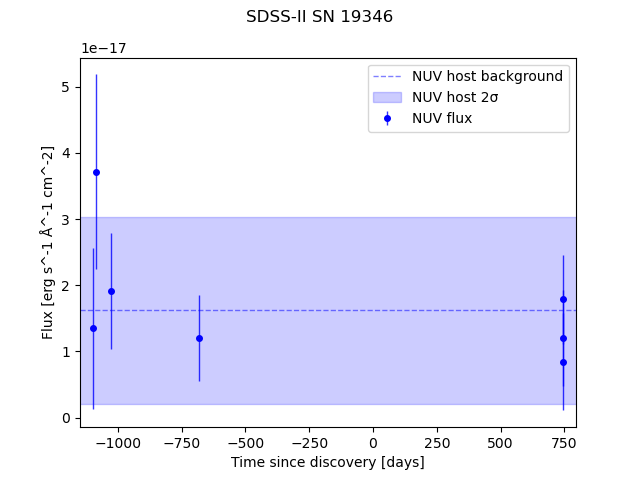 SDSS-II SN 19346
1e−17
NUV host background
NUV host 2σ
NUV flux
5
4
3
2
1
0
Flux [erg s^-1 Å^-1 cm^-2]
−1000 −750 −500 −250 0 250 500 750
Time since discovery [days]